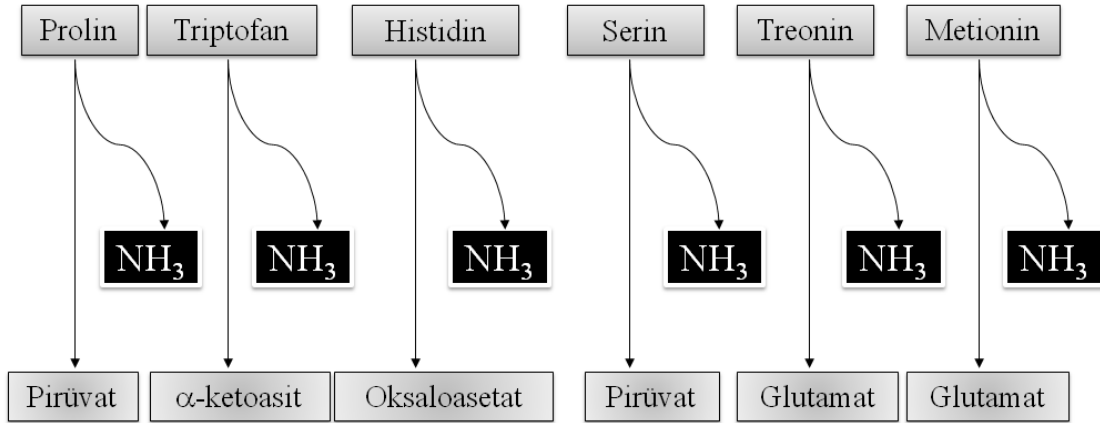 Prolin Triptofan Histidin Serin Treonin Metionin
NH₃ NH₃ NH₃ NH₃ NH₃ NH₃
Pirüvat α-ketoasit Oksaloasetat Pirüvat Glutamat Glutamat